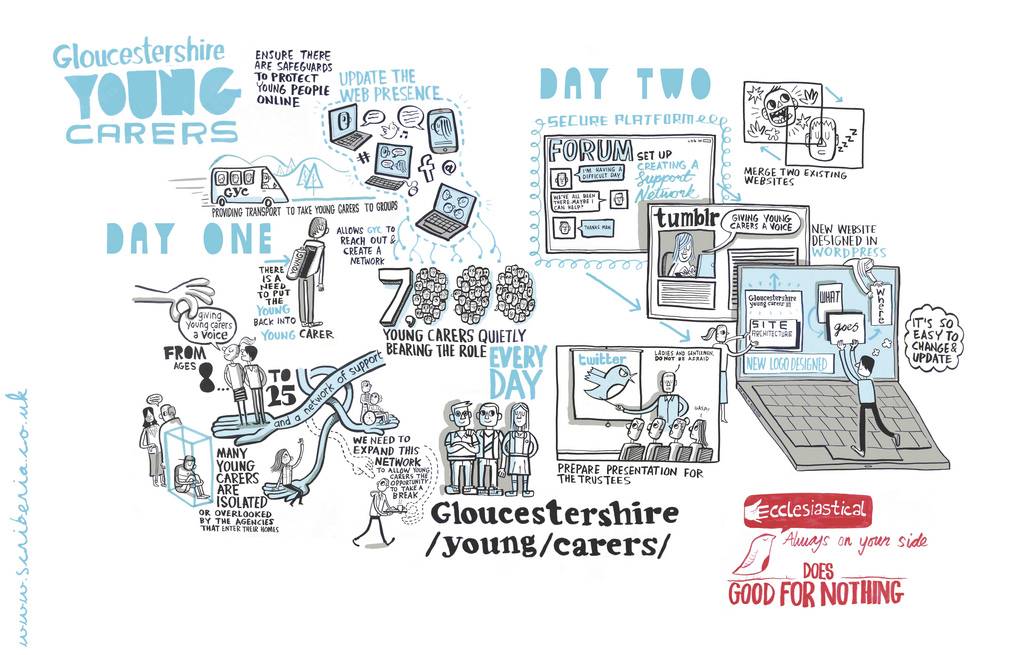 Gloucestershire
YOUNG
CARERS
ENSURE THERE
ARE SAFEGUARDS
TO PROTECT
YOUNG PEOPLE
ONLINE
UPDATE THE
WEB PRESENCE
#
f
@
GYC
PROVIDING TRANSPORT TO TAKE YOUNG CARERS TO GROUPS
DAY ONE
YOUNG
THERE
IS A
NEED
TO PUT
THE
YOUNG
BACK INTO
YOUNG CARER
ALLOWS GYC TO
REACH OUT &
CREATE A
NETWORK
7,000
YOUNG CARERS QUIETLY
BEARING THE ROLE EVERY
DAY
giving
young carers
a voice
FROM
AGES 8...
TO
25
and a network of support
MANY
YOUNG
CARERS
ARE
ISOLATED
OR OVERLOOKED
BY THE AGENCIES
THAT ENTER THEIR HOMES
WE NEED TO
EXPAND THIS
NETWORK
TO ALLOW YOUNG
CARERS THE
OPPORTUNITY
TO TAKE A
BREAK
Gloucestershire
/young/carers/
DAY TWO
SECURE PLATFORM
LOG IN
FORUM
I'M HAVING A
DIFFICULT DAY
WE'VE ALL BEEN
THERE. MAYBE I
CAN HELP?
THANKS MAN
SET UP
CREATING A
Support
Network
zzz
MERGE TWO EXISTING
WEBSITES
tumblr
GIVING YOUNG
CARERS A VOICE
NEW WEBSITE
DESIGNED IN
WORDPRESS
Gloucestershire
young carers
SITE
ARCHITECTURE
NEW LOGO DESIGNED
WHAT
goes
where
IT'S SO
EASY TO
CHANGE &
UPDATE
twitter
LADIES AND GENTLEMEN,
DO NOT BE AFRAID
PREPARE PRESENTATION FOR
THE TRUSTEES
Ecclesiastical
Always on your side
DOES
GOOD FOR NOTHING
www.scriberia.co.uk